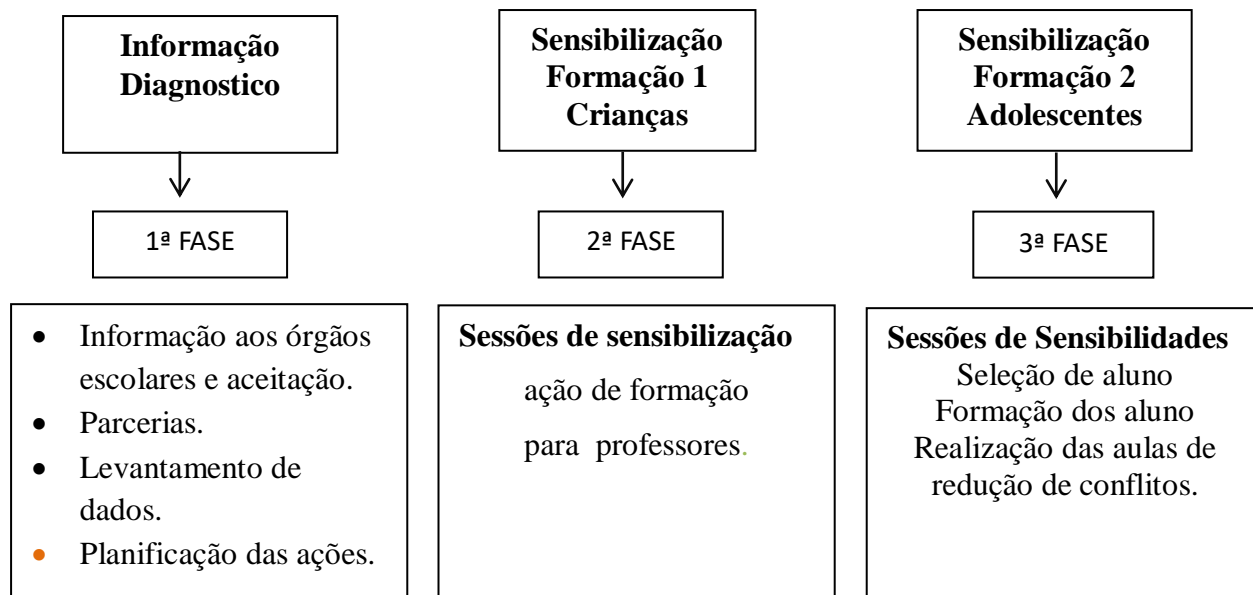 Informação
Diagnostico
1ª FASE
• Informação aos órgãos
escolares e aceitação.
• Parcerias.
• Levantamento de
dados.
• Planificação das ações.
Sensibilização
Formação 1
Crianças
2ª FASE
Sessões de sensibilização
ação de formação
para professores.
Sensibilização
Formação 2
Adolescentes
3ª FASE
Sessões de Sensibilidades
Seleção de aluno
Formação dos aluno
Realização das aulas de
redução de conflitos.